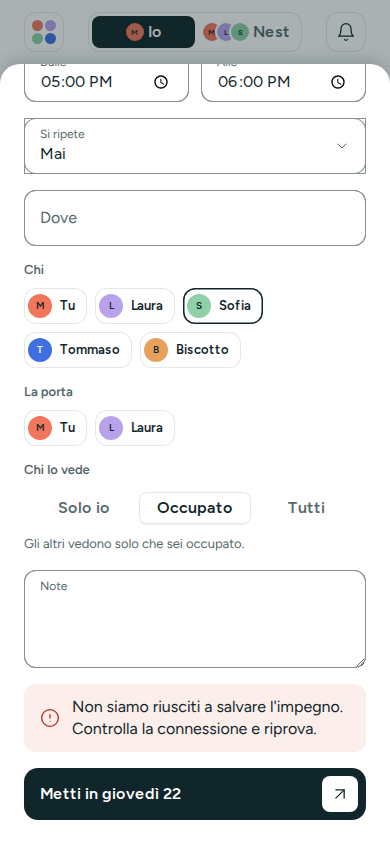 M Io
M L S Nest
Dalle
Alle
05:00 PM
06:00 PM
Si ripete
Mai
Dove
Chi
M Tu
L Laura
S Sofia
T Tommaso
B Biscotto
La porta
M Tu
L Laura
Chi lo vede
Solo io
Occupato
Tutti
Gli altri vedono solo che sei occupato.
Note
Non siamo riusciti a salvare l'impegno.
Controlla la connessione e riprova.
Metti in giovedì 22